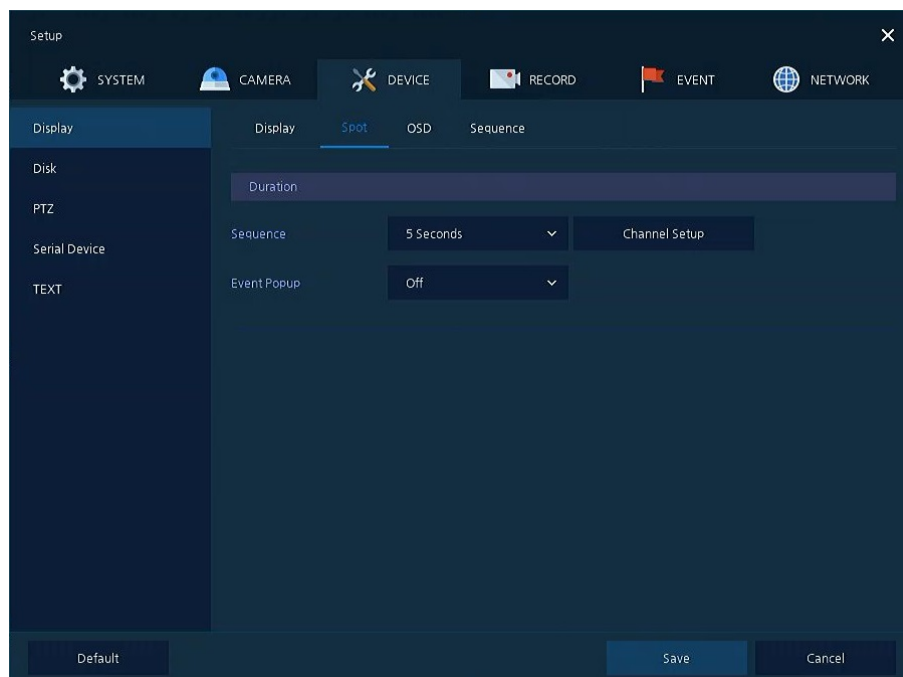 Setup
SYSTEM CAMERA DEVICE RECORD EVENT NETWORK
Display
Disk
PTZ
Serial Device
TEXT
Display Spot OSD Sequence
Duration
Sequence 5 Seconds Channel Setup
Event Popup Off
Default Save Cancel